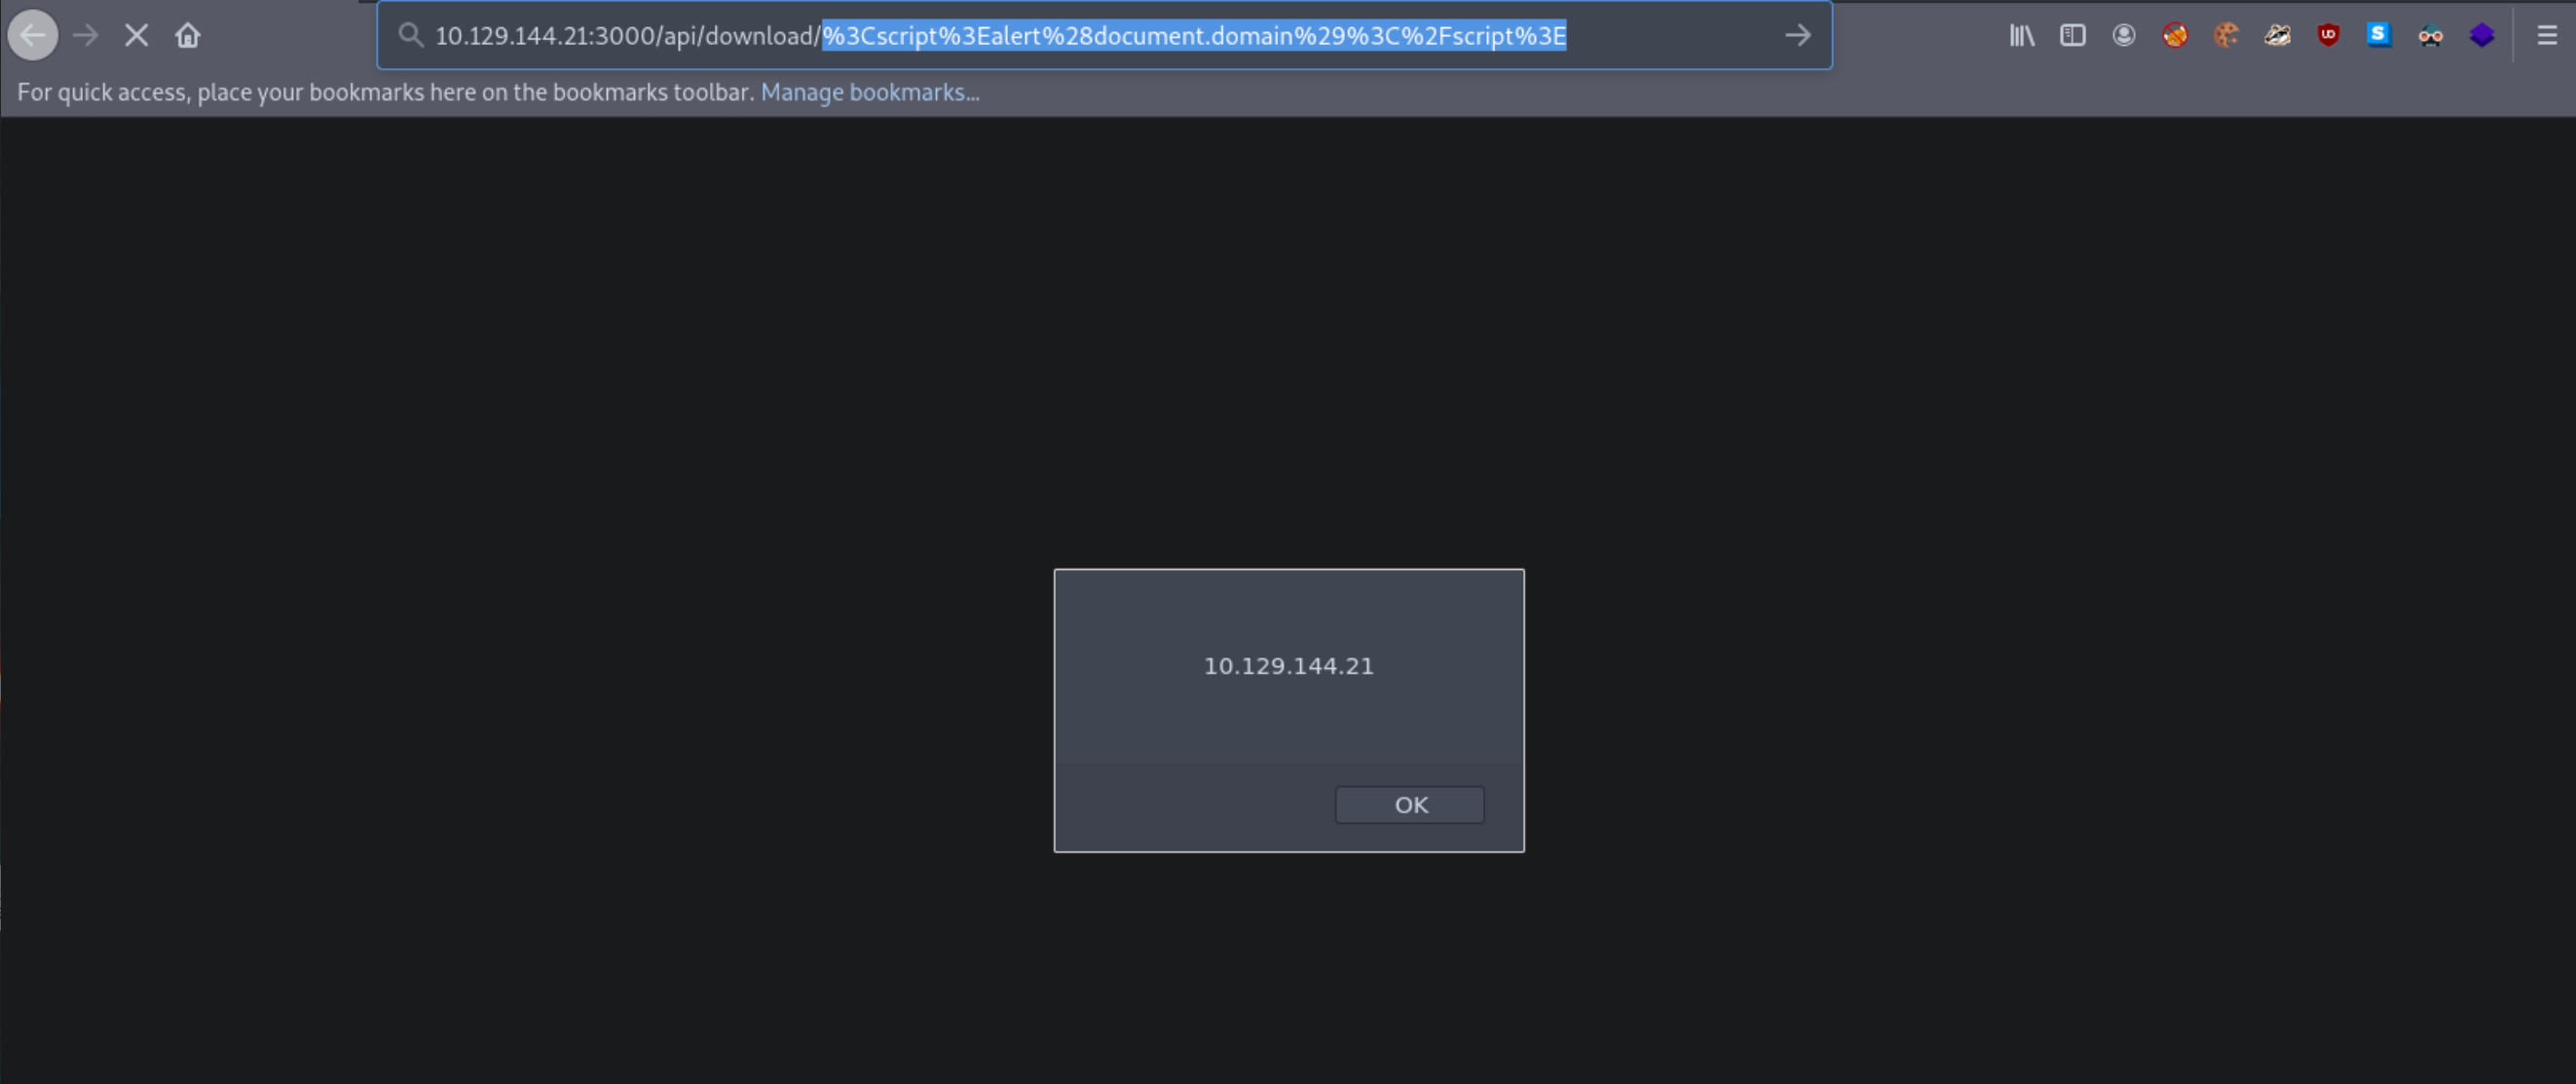 10.129.144.21:3000/api/download/%3Cscript%3Ealert%28document.domain%29%3C%2Fscript%3E
UD
S
For quick access, place your bookmarks here on the bookmarks toolbar. Manage bookmarks...
10.129.144.21
OK